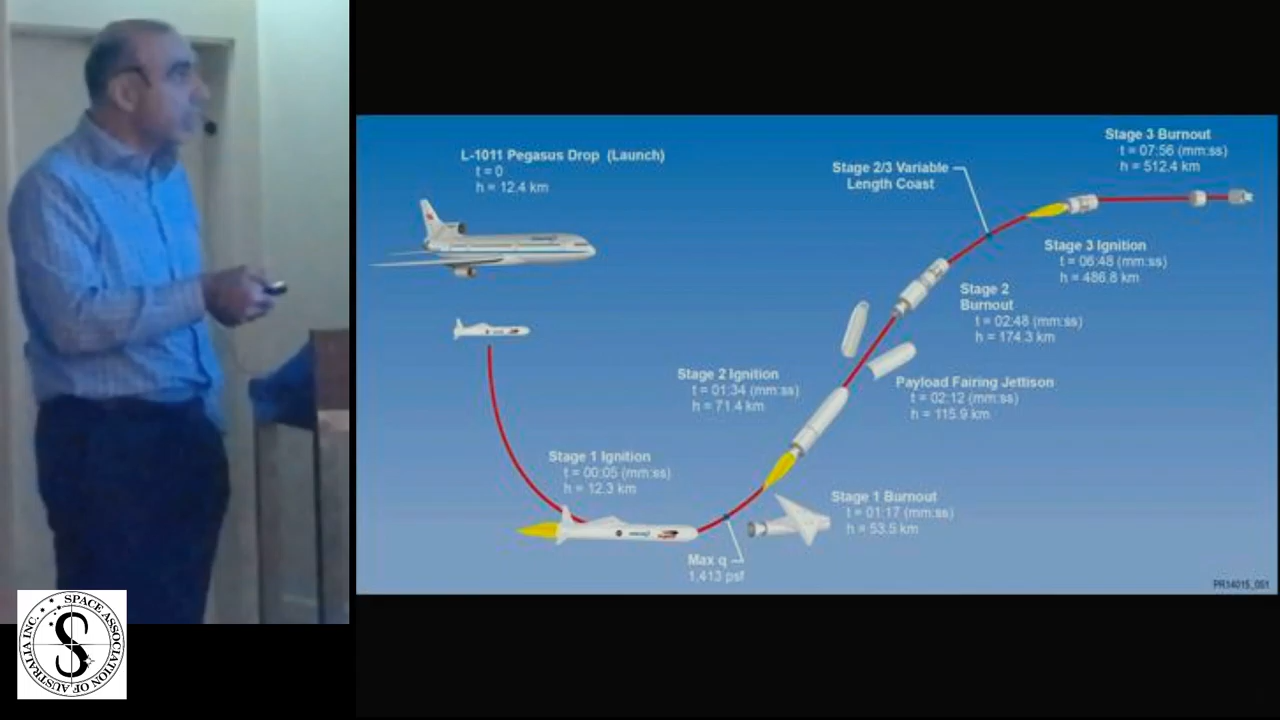 L-1011 Pegasus Drop (Launch)
t = 0
h = 12.4 km
Stage 2/3 Variable
Length Coast
Stage 3 Burnout
t = 07:56 (mm:ss)
h = 512.4 km
Stage 3 Ignition
t = 06:48 (mm:ss)
h = 486.8 km
Stage 2
Burnout
t = 02:48 (mm:ss)
h = 174.3 km
Stage 2 Ignition
t = 01:34 (mm:ss)
h = 71.4 km
Payload Fairing Jettison
t = 02:12 (mm:ss)
h = 115.9 km
Stage 1 Ignition
t = 00:05 (mm:ss)
h = 12.3 km
Stage 1 Burnout
t = 01:17 (mm:ss)
h = 53.5 km
Max q
1,413 psf
PR14015_051
SPACE ASSOCIATION OF AUSTRALIA INC.
S